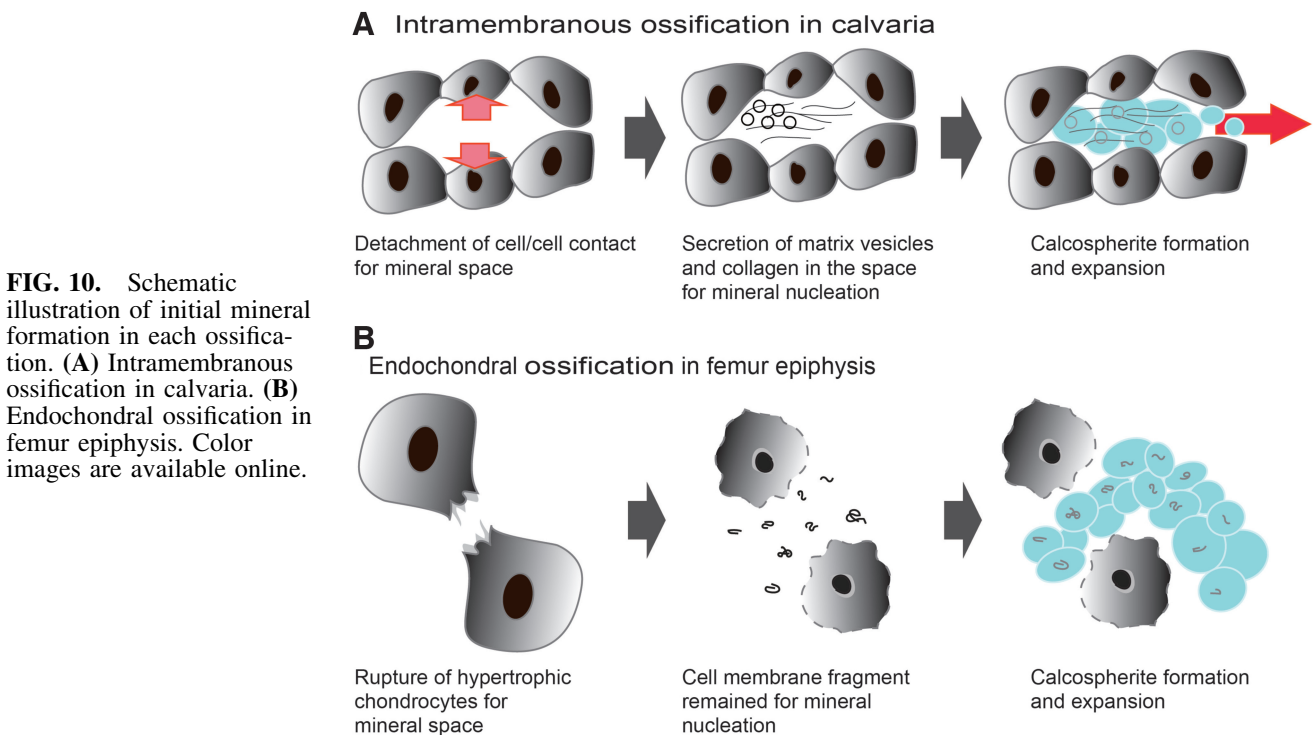 FIG. 10. Schematic
illustration of initial mineral
formation in each ossifica-
tion. (A) Intramembranous
ossification in calvaria. (B)
Endochondral ossification in
femur epiphysis. Color
images are available online.
A Intramembranous ossification in calvaria
Detachment of cell/cell contact
for mineral space
Secretion of matrix vesicles
and collagen in the space
for mineral nucleation
Calcospherite formation
and expansion
B
Endochondral ossification in femur epiphysis
Rupture of hypertrophic
chondrocytes for
mineral space
Cell membrane fragment
remained for mineral
nucleation
Calcospherite formation
and expansion